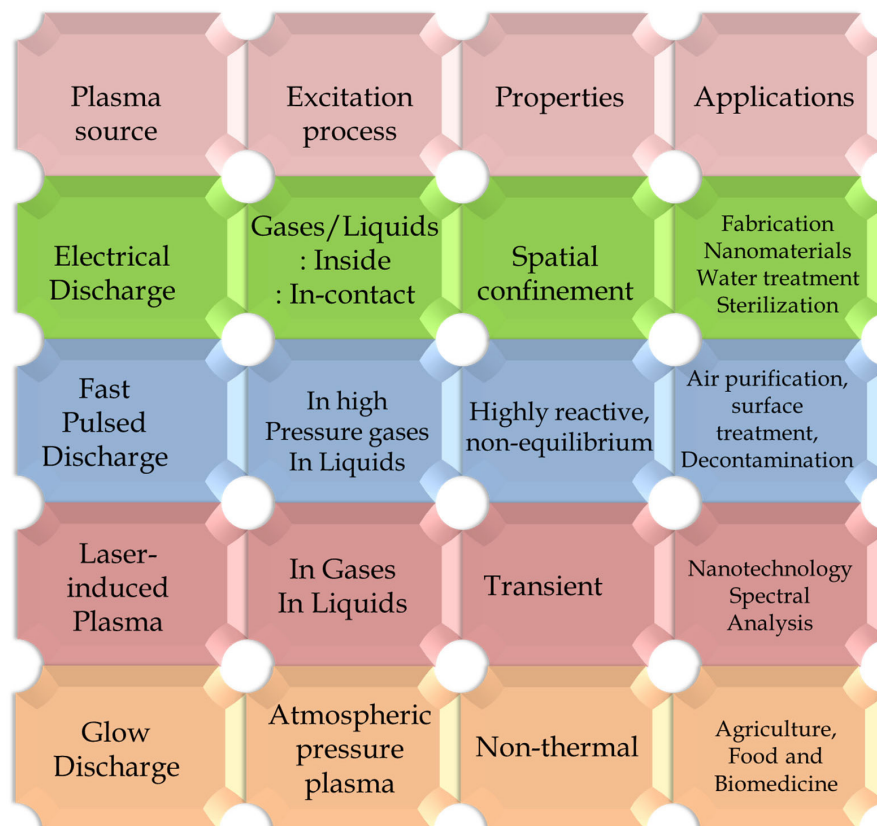 Plasma
source
Excitation
process
Properties
Applications
Electrical
Discharge
Gases/Liquids
: Inside
: In-contact
Spatial
confinement
Fabrication
Nanomaterials
Water treatment
Sterilization
Fast
Pulsed
Discharge
In high
Pressure gases
In Liquids
Highly reactive,
non-equilibrium
Air purification,
surface
treatment,
Decontamination
Laser-
induced
Plasma
In Gases
In Liquids
Transient
Nanotechnology
Spectral
Analysis
Glow
Discharge
Atmospheric
pressure
plasma
Non-thermal
Agriculture,
Food and
Biomedicine